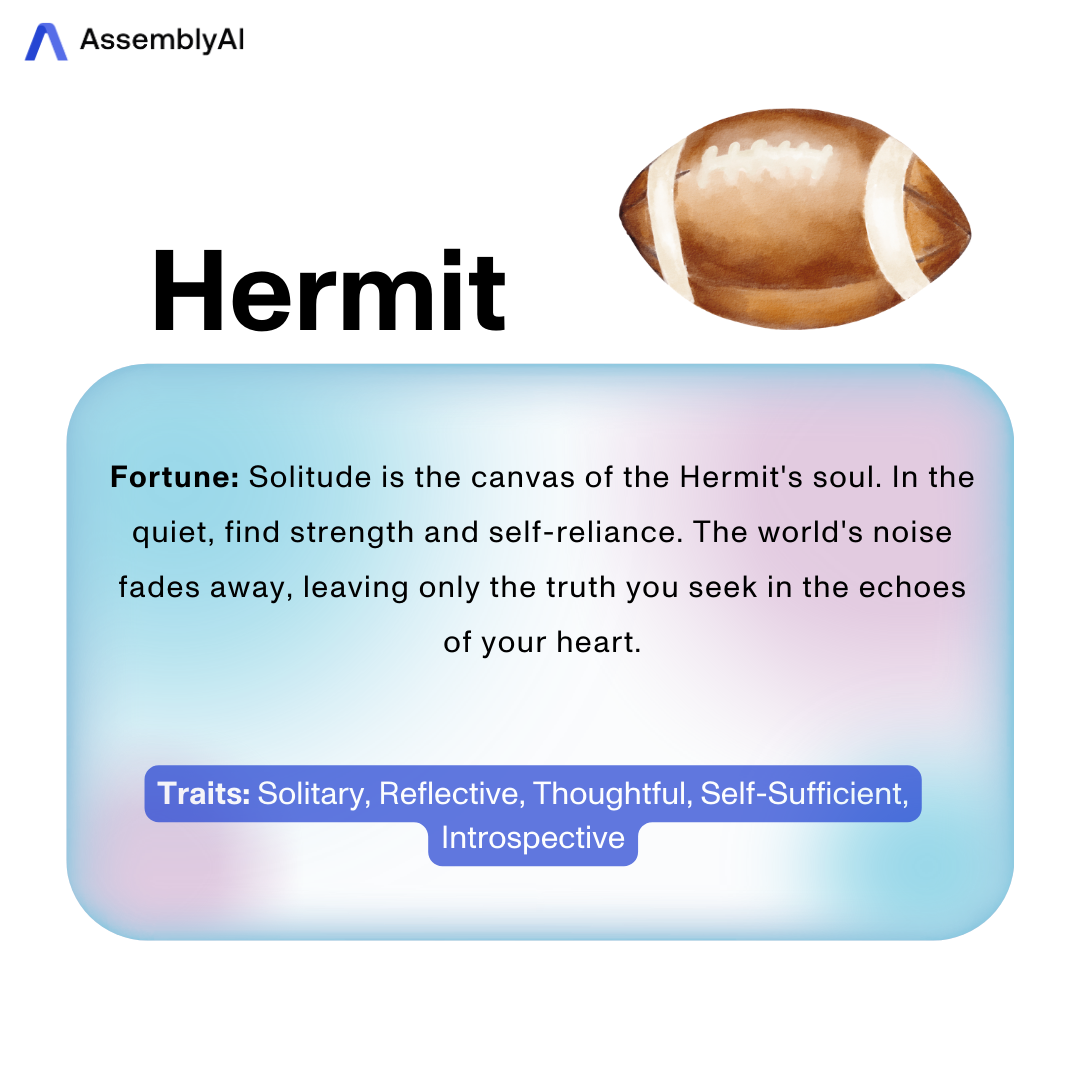 AssemblyAI
Hermit
Fortune: Solitude is the canvas of the Hermit's soul. In the
quiet, find strength and self-reliance. The world's noise
fades away, leaving only the truth you seek in the echoes
of your heart.
Traits: Solitary, Reflective, Thoughtful, Self-Sufficient,
Introspective